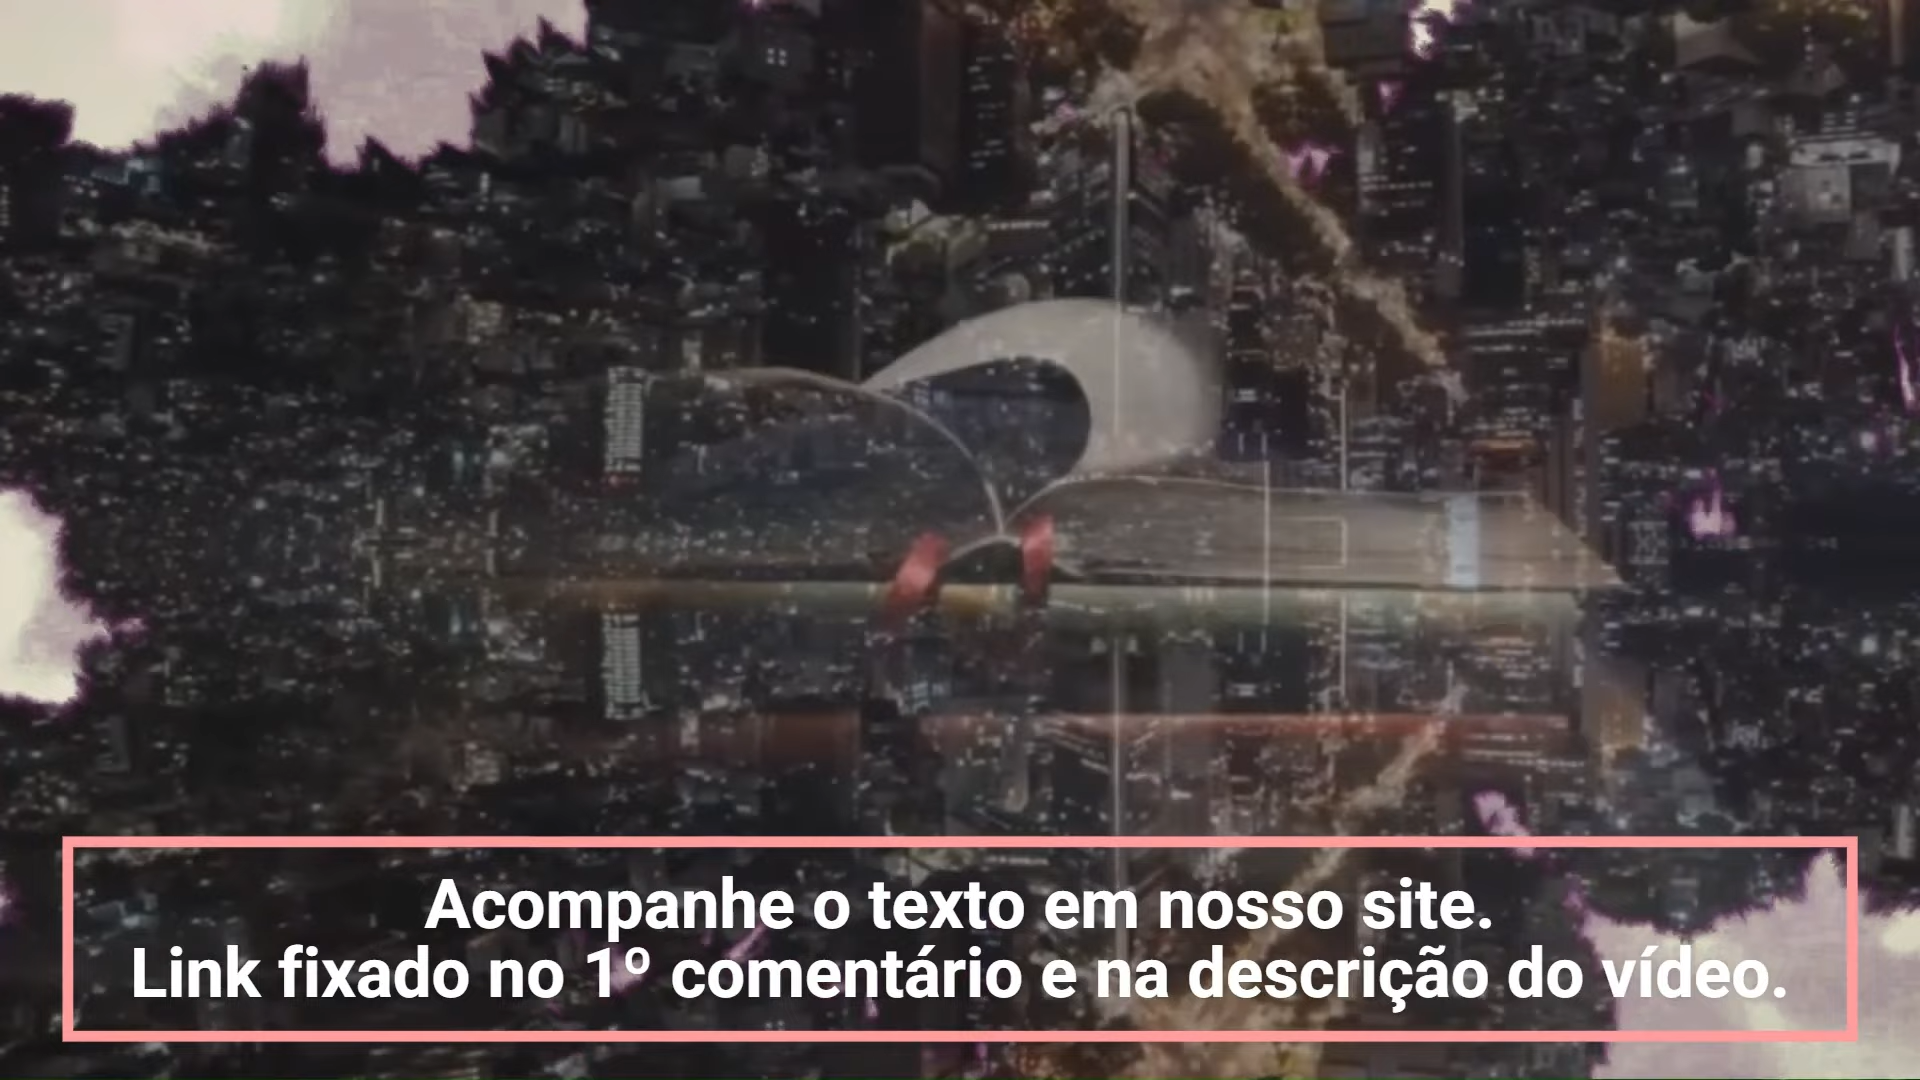 Acompanhe o texto em nosso site.
Link fixado no 1º comentário e na descrição do vídeo.